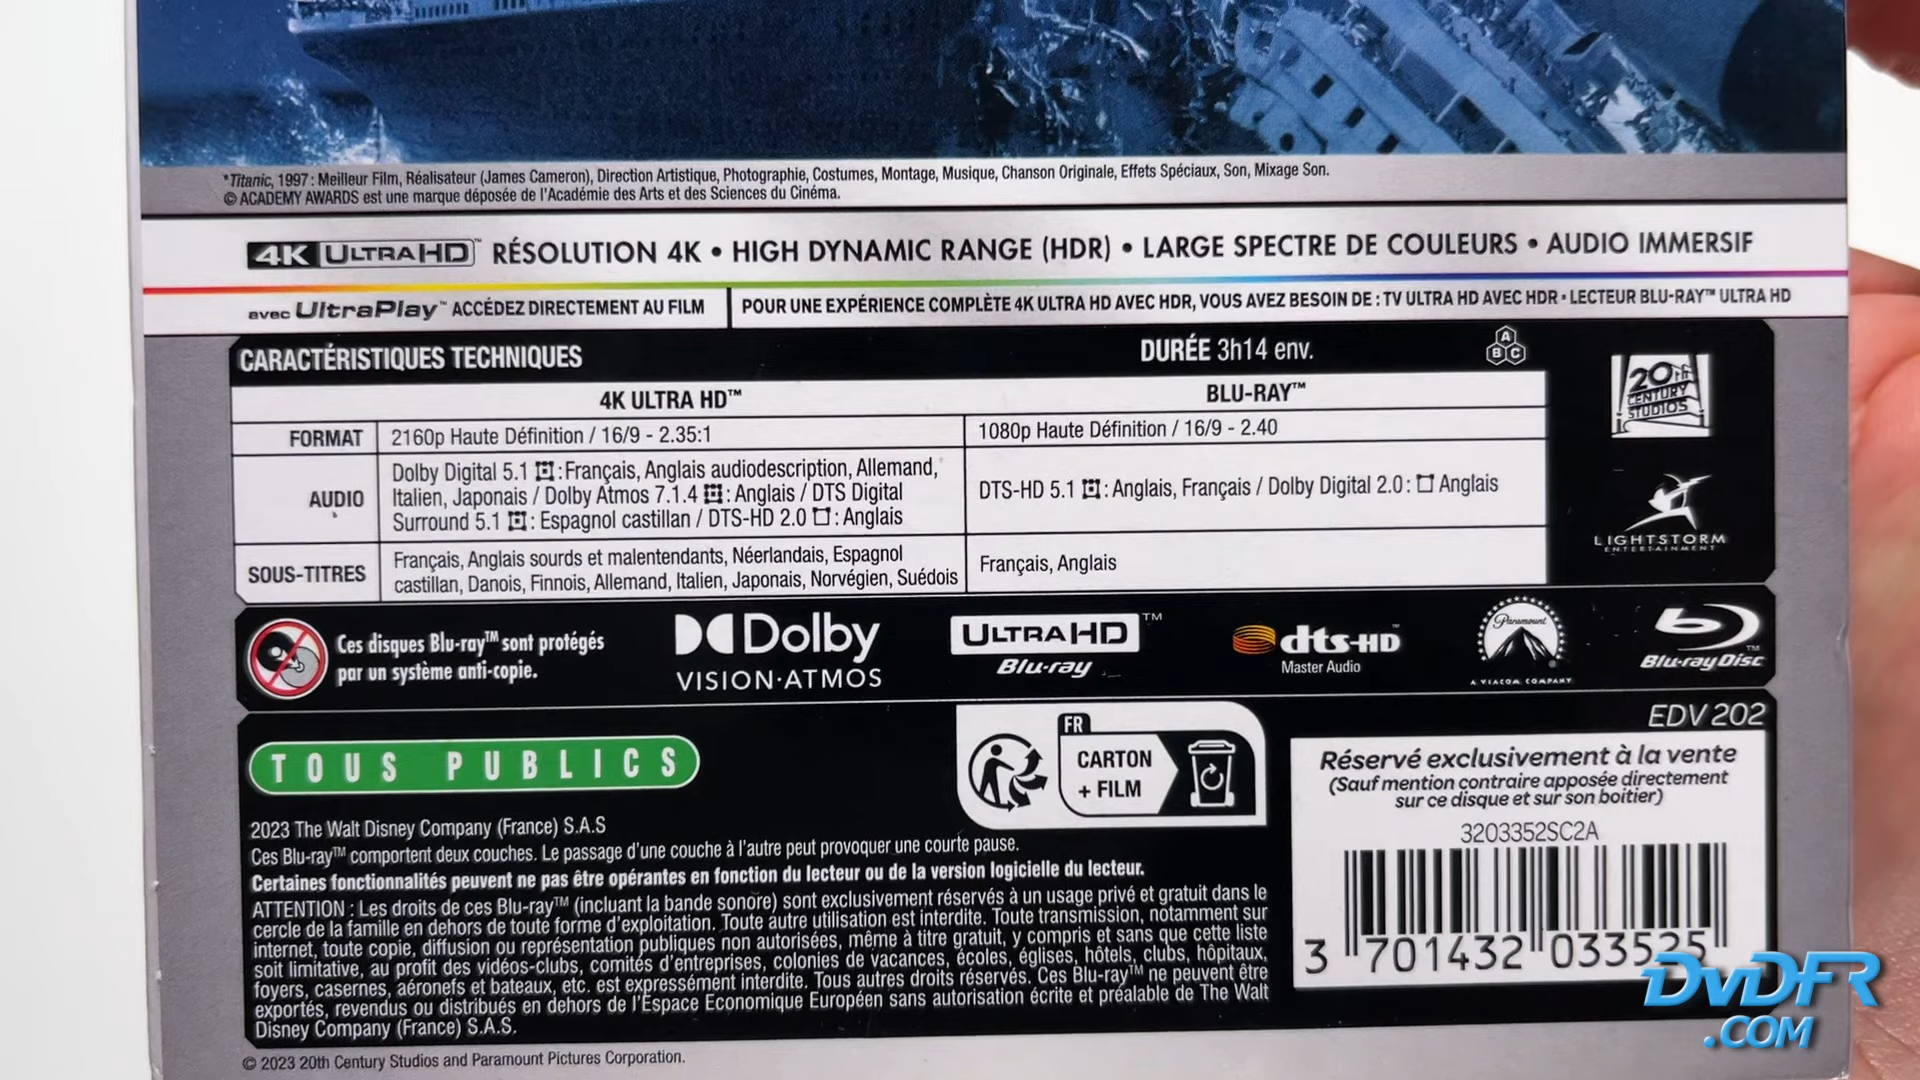 *Titanic, 1997 : Meilleur Film, Réalisateur (James Cameron), Direction Artistique, Photographie, Costumes, Montage, Musique, Chanson Originale, Effets Spéciaux, Son, Mixage Son.
© ACADEMY AWARDS est une marque déposée de l'Académie des Arts et des Sciences du Cinéma.
4K ULTRA HD™ RÉSOLUTION 4K • HIGH DYNAMIC RANGE (HDR) • LARGE SPECTRE DE COULEURS • AUDIO IMMERSIF
avec UltraPlay™ ACCÉDEZ DIRECTEMENT AU FILM
POUR UNE EXPÉRIENCE COMPLÈTE 4K ULTRA HD AVEC HDR, VOUS AVEZ BESOIN DE : TV ULTRA HD AVEC HDR • LECTEUR BLU-RAY™ ULTRA HD
CARACTÉRISTIQUES TECHNIQUES
DURÉE 3h14 env.
A B C
4K ULTRA HD™
BLU-RAY™
FORMAT
2160p Haute Définition / 16/9 - 2.35:1
1080p Haute Définition / 16/9 - 2.40
AUDIO
Dolby Digital 5.1 : Français, Anglais audiodescription, Allemand,
Italien, Japonais / Dolby Atmos 7.1.4 : Anglais / DTS Digital
Surround 5.1 : Espagnol castillan / DTS-HD 2.0 : Anglais
DTS-HD 5.1 : Anglais, Français / Dolby Digital 2.0 : Anglais
SOUS-TITRES
Français, Anglais sourds et malentendants, Néerlandais, Espagnol
castillan, Danois, Finnois, Allemand, Italien, Japonais, Norvégien, Suédois
Français, Anglais
20TH CENTURY STUDIOS
LIGHTSTORM
ENTERTAINMENT
Ces disques Blu-ray™ sont protégés
par un système anti-copie.
Dolby
VISION·ATMOS
ULTRA HD™
Blu-ray
dts-HD™
Master Audio
Paramount
A VIACOM COMPANY
Blu-ray Disc™
TOUS PUBLICS
FR
CARTON
+ FILM
EDV 202
Réservé exclusivement à la vente
(Sauf mention contraire apposée directement
sur ce disque et sur son boitier)
3203352SC2A
3 701432 033525
2023 The Walt Disney Company (France) S.A.S
Ces Blu-ray™ comportent deux couches. Le passage d'une couche à l'autre peut provoquer une courte pause.
Certaines fonctionnalités peuvent ne pas être opérantes en fonction du lecteur ou de la version logicielle du lecteur.
ATTENTION : Les droits de ces Blu-ray™ (incluant la bande sonore) sont exclusivement réservés à un usage privé et gratuit dans le
cercle de la famille en dehors de toute forme d'exploitation. Toute autre utilisation est interdite. Toute transmission, notamment sur
internet, toute copie, diffusion ou représentation publiques non autorisées, même à titre gratuit, y compris et sans que cette liste
soit limitative, au profit des vidéos-clubs, comités d'entreprises, colonies de vacances, écoles, églises, hôtels, clubs, hôpitaux,
foyers, casernes, aéronefs et bateaux, etc. est expressément interdite. Tous autres droits réservés. Ces Blu-ray™ ne peuvent être
exportés, revendus ou distribués en dehors de l'Espace Economique Européen sans autorisation écrite et préalable de The Walt
Disney Company (France) S.A.S.
© 2023 20th Century Studios and Paramount Pictures Corporation.
DVDFR
.COM